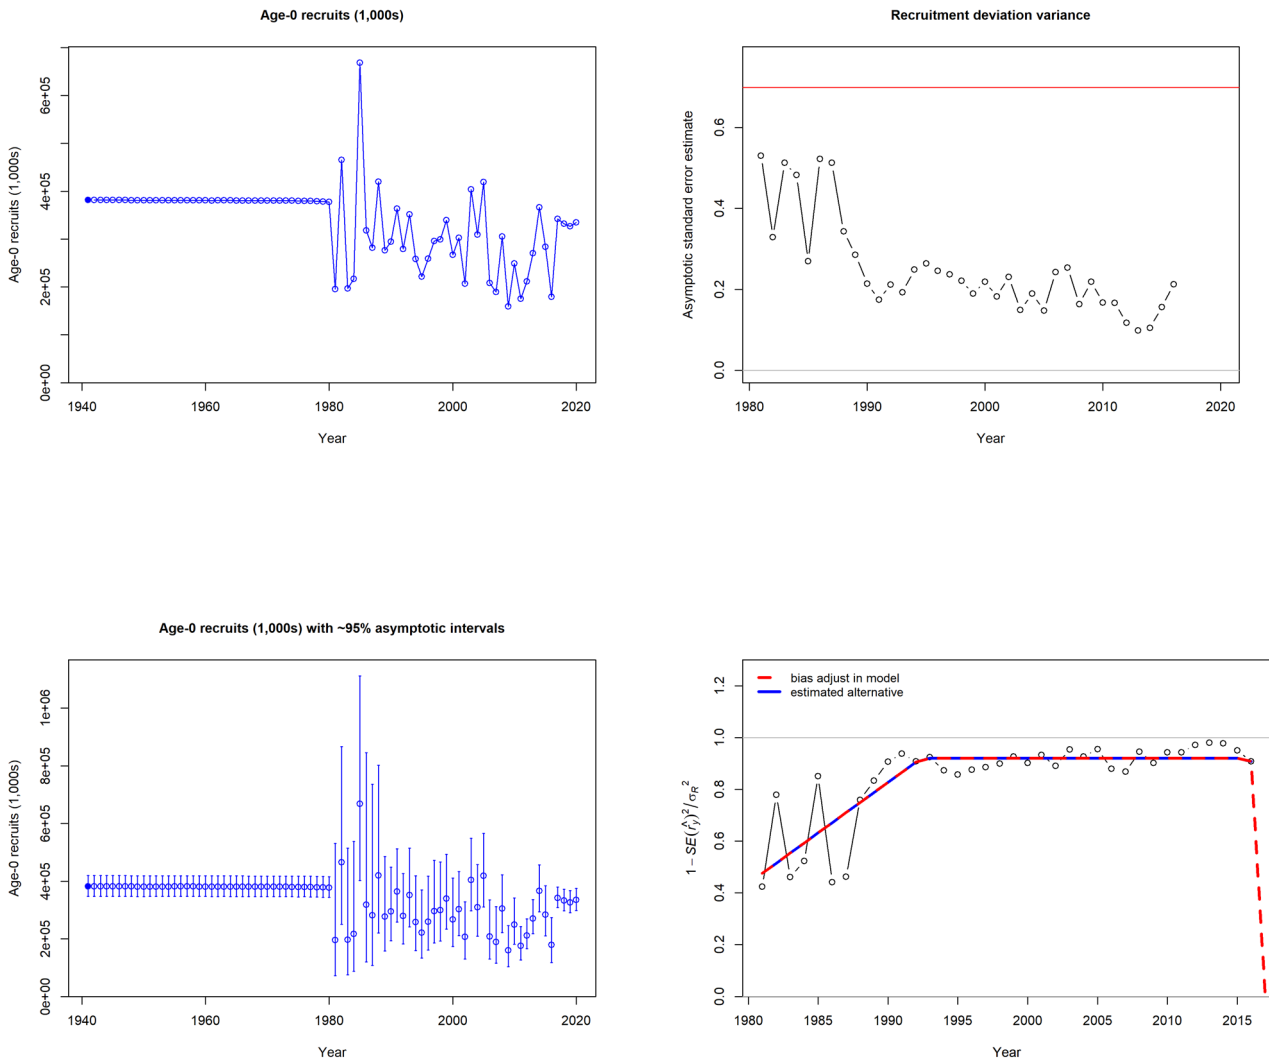 Age-0 recruits (1,000s)
Age-0 recruits (1,000s)
0e+00
2e+05
4e+05
6e+05
1940
1960
1980
2000
2020
Year
Recruitment deviation variance
Asymptotic standard error estimate
0.0
0.2
0.4
0.6
1980
1990
2000
2010
2020
Year
Age-0 recruits (1,000s) with ~95% asymptotic intervals
Age-0 recruits (1,000s)
0e+00
2e+05
4e+05
6e+05
8e+05
1e+06
1940
1960
1980
2000
2020
Year
bias adjust in model
estimated alternative
1 − SE(r̂_y)² / σ_R²
0.0
0.2
0.4
0.6
0.8
1.0
1.2
1980
1985
1990
1995
2000
2005
2010
2015
Year